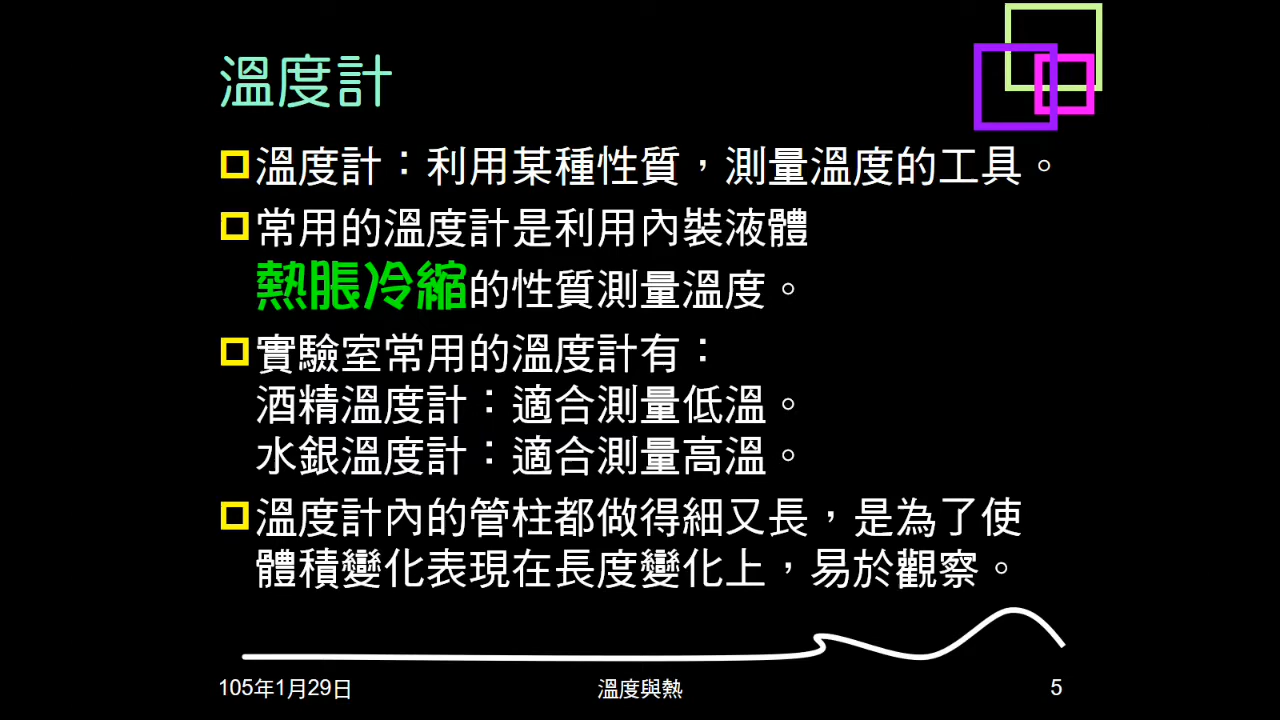 溫度計
溫度計：利用某種性質，測量溫度的工具。
常用的溫度計是利用內裝液體
熱脹冷縮的性質測量溫度。
實驗室常用的溫度計有：
酒精溫度計：適合測量低溫。
水銀溫度計：適合測量高溫。
溫度計內的管柱都做得細又長，是為了使
體積變化表現在長度變化上，易於觀察。
105年1月29日
溫度與熱
5